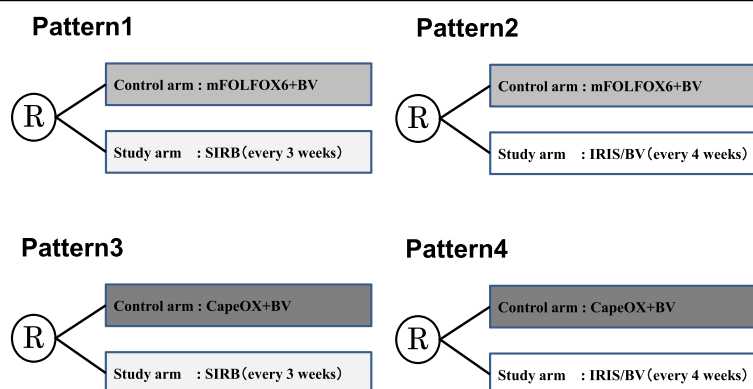 Pattern1
R
Control arm : mFOLFOX6+BV
Study arm : SIRB(every 3 weeks)
Pattern2
R
Control arm : mFOLFOX6+BV
Study arm : IRIS/BV(every 4 weeks)
Pattern3
R
Control arm : CapeOX+BV
Study arm : SIRB(every 3 weeks)
Pattern4
R
Control arm : CapeOX+BV
Study arm : IRIS/BV(every 4 weeks)